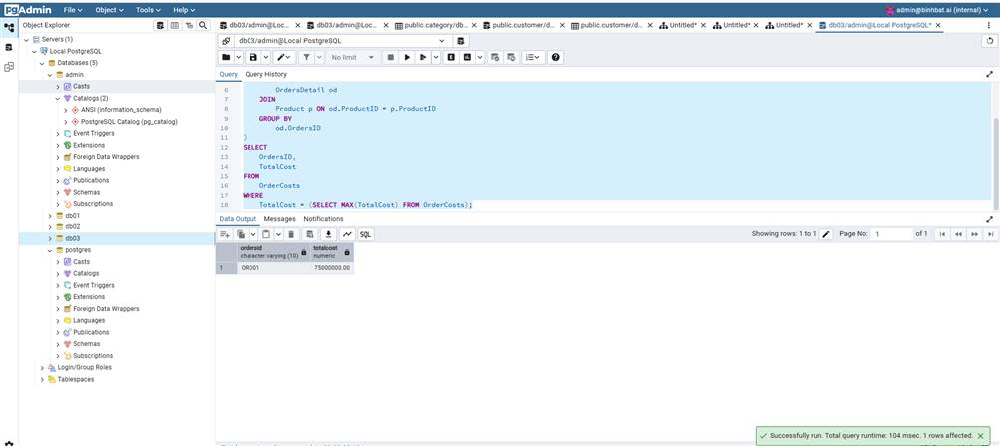 pgAdmin File Object Tools Help admin@binhbat.ai (internal)
Object Explorer
db03/admin@Loc... db03/admin@Loc... public.category/db... public.customer/d... public.customer/d... Untitled* Untitled* Untitled* db03/admin@Local PostgreSQL*
db03/admin@Local PostgreSQL
No limit
Query Query History
Servers (1)
Local PostgreSQL
Databases (5)
admin
Casts
Catalogs (2)
ANSI (information_schema)
PostgreSQL Catalog (pg_catalog)
Event Triggers
Extensions
Foreign Data Wrappers
Languages
Publications
Schemas
Subscriptions
db01
db02
db03
postgres
Casts
Catalogs
Event Triggers
Extensions
Foreign Data Wrappers
Languages
Publications
Schemas
Subscriptions
Login/Group Roles
Tablespaces
6 OrdersDetail od
7 JOIN
8 Product p ON od.ProductID = p.ProductID
9 GROUP BY
10 od.OrdersID
11 )
12 SELECT
13 OrdersID,
14 TotalCost
15 FROM
16 OrderCosts
17 WHERE
18 TotalCost = (SELECT MAX(TotalCost) FROM OrderCosts);
Data Output Messages Notifications
SQL
Showing rows: 1 to 1 Page No: 1 of 1
ordersid totalcost
character varying (10) numeric
1 ORD01 75000000.00
Successfully run. Total query runtime: 104 msec. 1 rows affected.